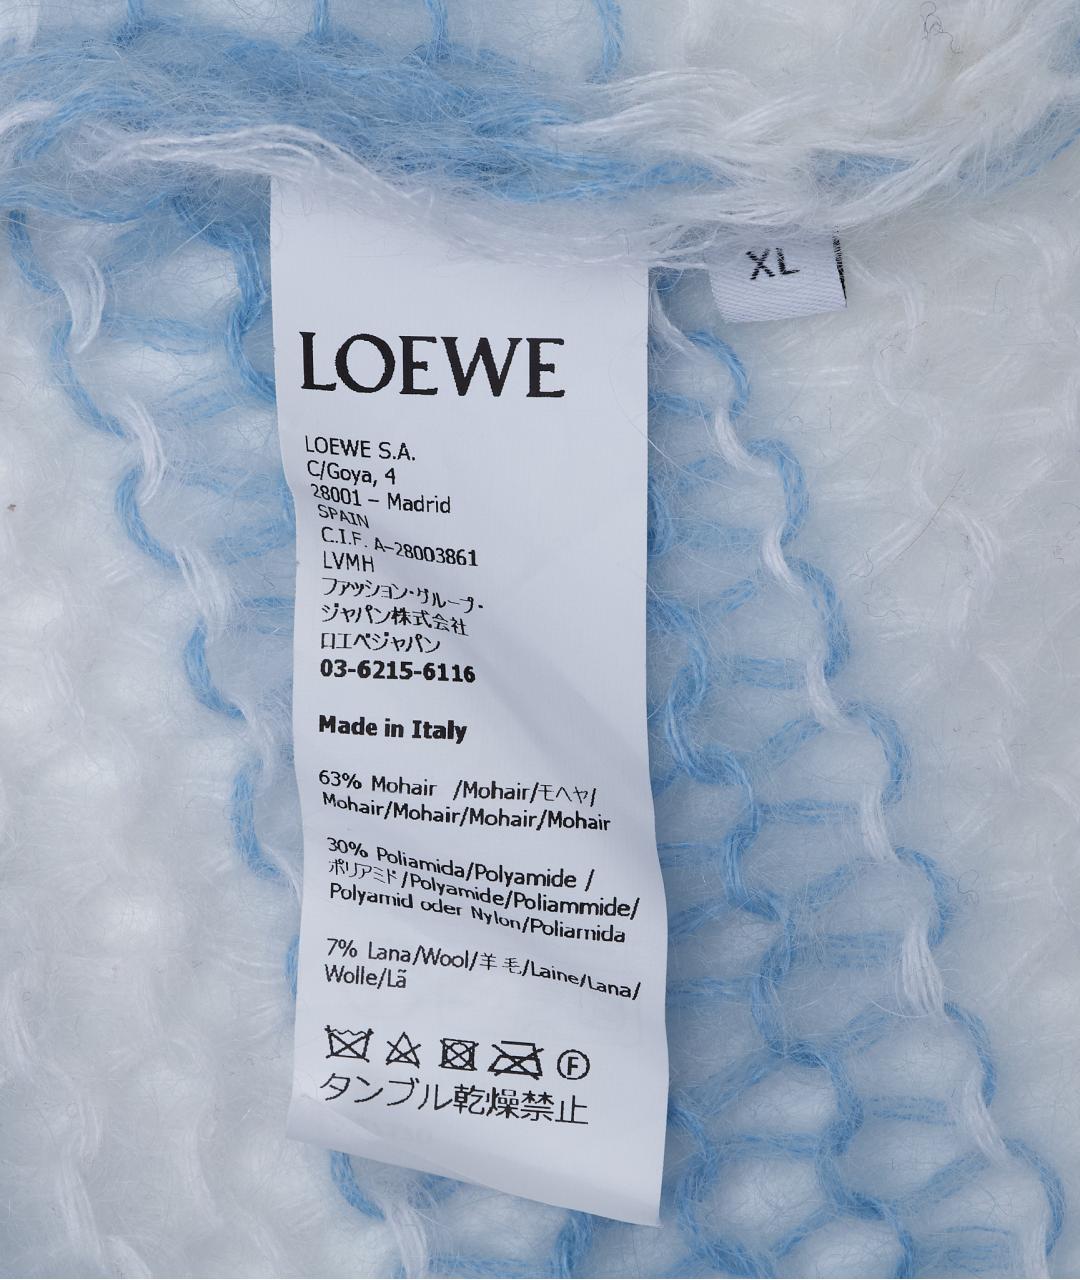 XL
LOEWE
LOEWE S.A.
C/Goya, 4
28001 – Madrid
SPAIN
C.I.F. A-28003861
LVMH
ファッション・グループ・
ジャパン株式会社
ロエベジャパン
03-6215-6116
Made in Italy
63% Mohair /Mohair/モヘヤ/
Mohair/Mohair/Mohair/Mohair
30% Poliamida/Polyamide /
ポリアミド/Polyamide/Poliammide/
Polyamid oder Nylon/Poliamida
7% Lana/Wool/羊毛/Laine/Lana/
Wolle/Lã
F
タンブル乾燥禁止